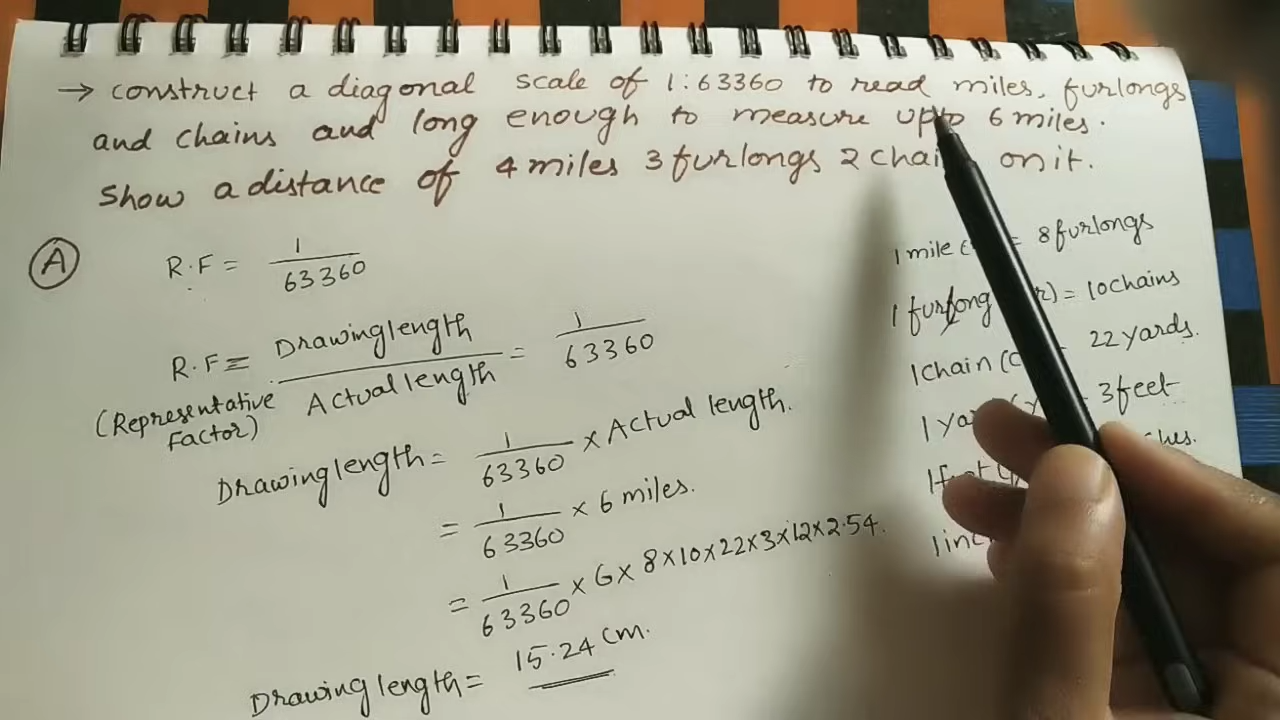 → construct a diagonal scale of 1:63360 to read miles, furlongs
and chains and long enough to measure upto 6 miles.
Show a distance of 4 miles 3 furlongs 2 chai on it.
A
R.F = 1/63360
R.F = Drawing length/Actual length = 1/63360
(Representative Factor)
Drawing length = 1/63360 × Actual length.
= 1/63360 × 6 miles.
= 1/63360 × 6 × 8×10×22×3×12×2.54.
Drawing length = 15.24 cm.
1 mile ( = 8 furlongs
1 furlong r) = 10 chains
1 chain (c 22 yards.
1 ya 3 feet